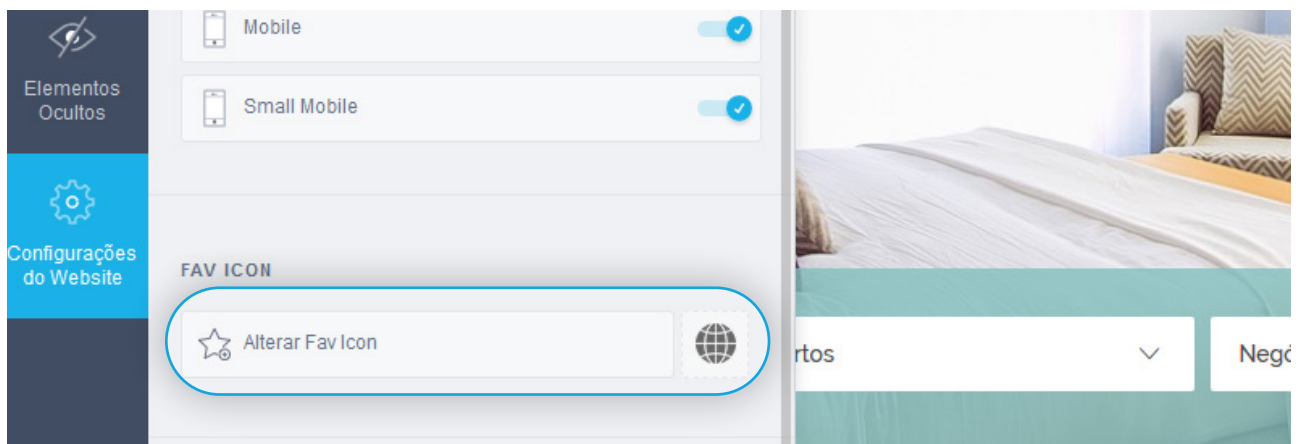 Elementos
Ocultos
Configurações
do Website
Mobile
Small Mobile
FAV ICON
Alterar Fav Icon
rtos
Negó